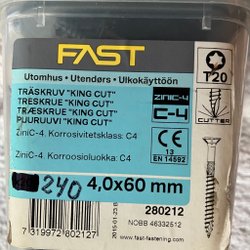 FAST
Utomhus • Utendørs • Ulkokäyttöön
TRÄSKRUV "KING CUT"
TRESKRUE "KING CUT"
TRÆSKRUE "KING CUT"
PUURUUVI "KING CUT"
ZiniC-4, Korrosivitetsklass: C4
ZiniC-4, Korroosioluokka: C4
ZINIC-4
C-4
T20
CUTTER
CE
13
EN 14592
240
4,0x60 mm
280212
NOBB 46332512
7 319972 802127
www.fast-fastening.com